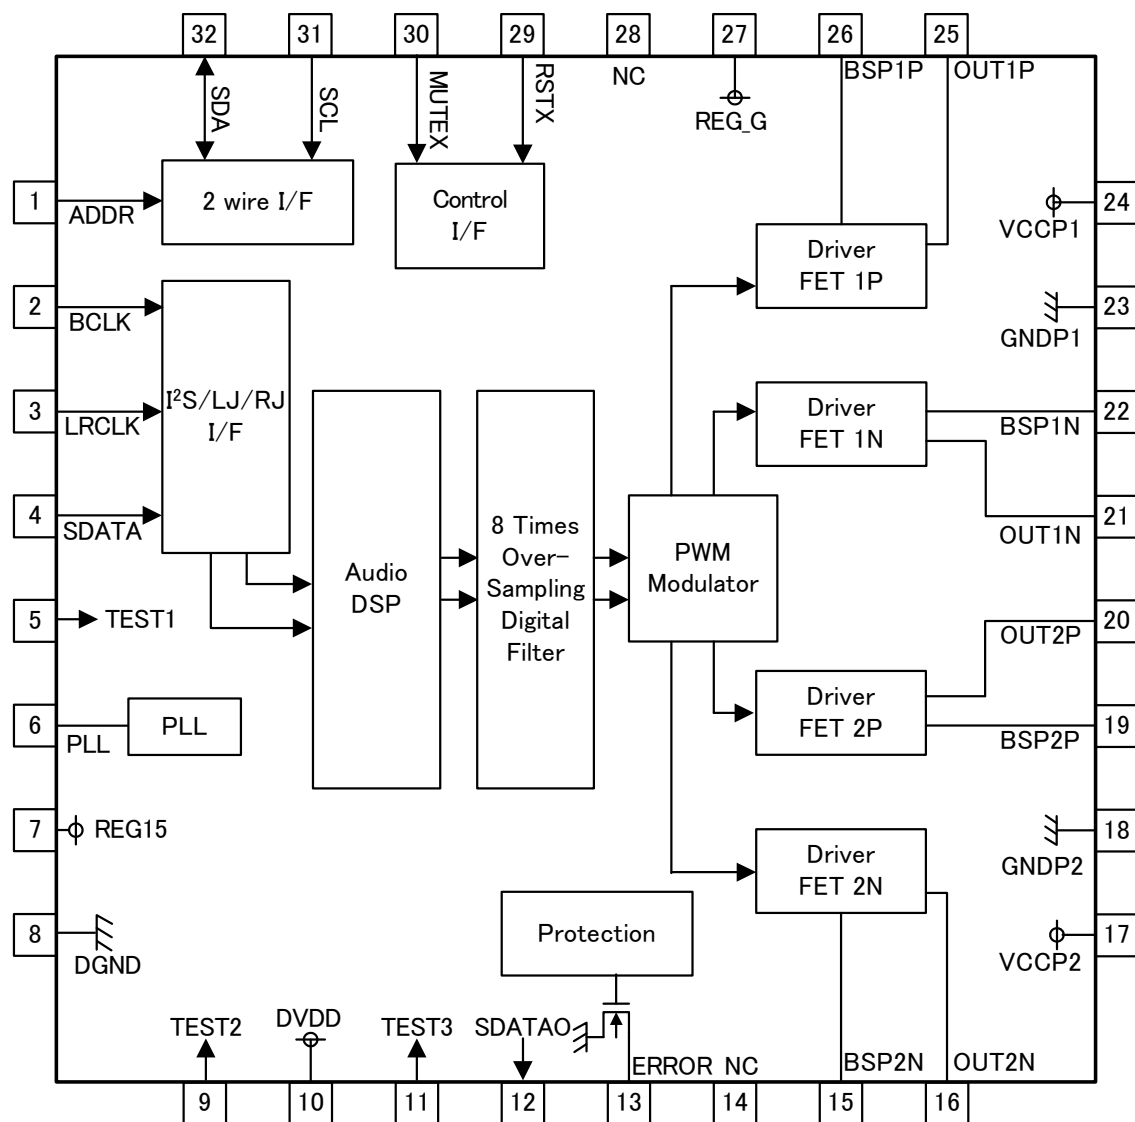 32 31 30 29 28 27 26 25
SDA
SCL
MUTEX
RSTX
NC
REG_G
BSP1P
OUT1P
1
ADDR
2 wire I/F
Control
I/F
Driver
FET 1P
24
VCCP1
2
BCLK
23
GNDP1
3
LRCLK
I²S/LJ/RJ
I/F
Driver
FET 1N
22
BSP1N
4
SDATA
Audio
DSP
8 Times
Over-
Sampling
Digital
Filter
PWM
Modulator
21
OUT1N
5
TEST1
20
OUT2P
6
PLL
PLL
Driver
FET 2P
19
BSP2P
7
REG15
18
GNDP2
8
DGND
Protection
Driver
FET 2N
17
VCCP2
TEST2
DVDD
TEST3
SDATAO
ERROR NC
BSP2N
OUT2N
9 10 11 12 13 14 15 16